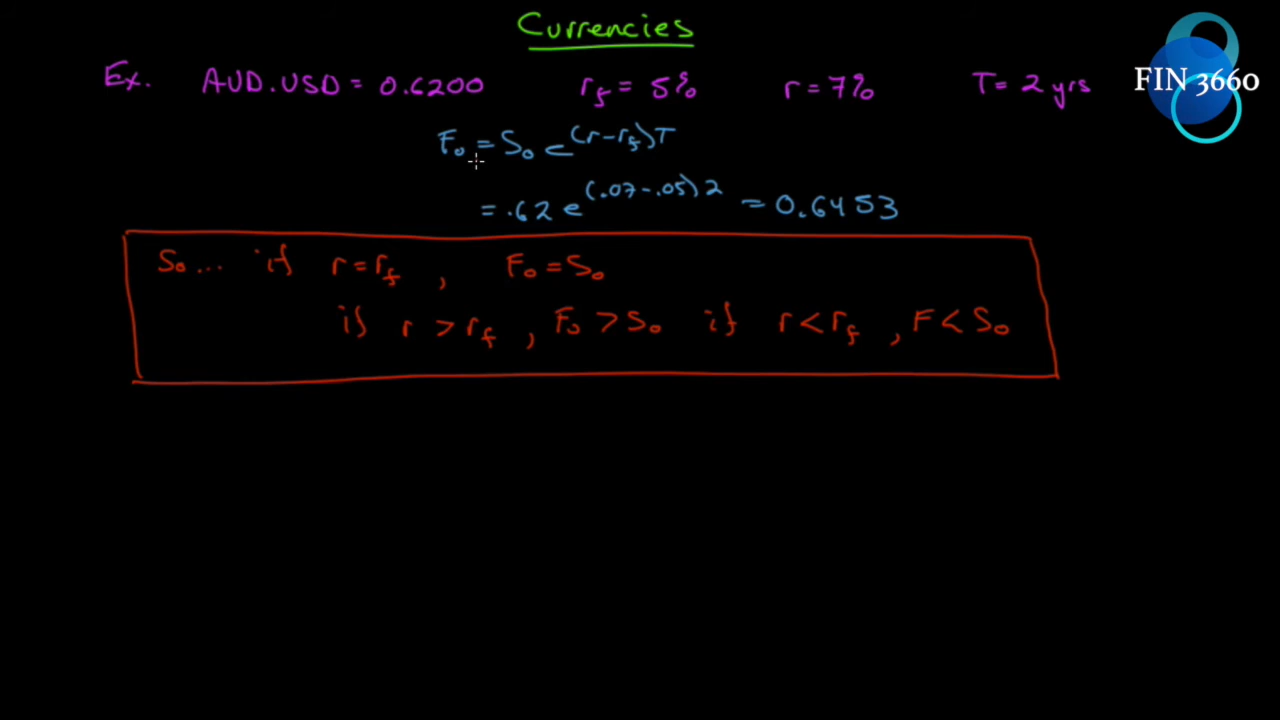 Currencies
FIN 3660
Ex. AUD.USD = 0.6200 r_f = 5% r = 7% T = 2 yrs
F₀ = S₀ e^(r-r_f)T
= .62 e^(.07-.05)2 = 0.6453
So... if r = r_f , F₀ = S₀
if r > r_f , F₀ > S₀ if r < r_f , F < S₀